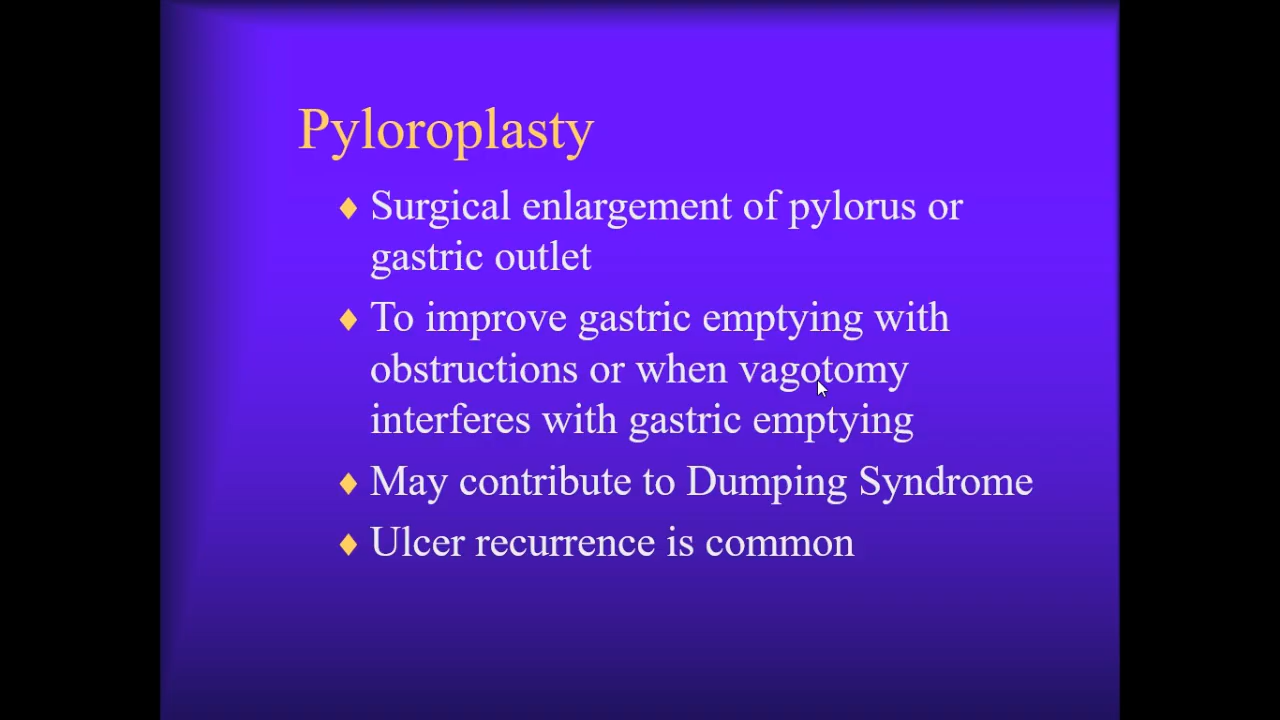 Pyloroplasty
Surgical enlargement of pylorus or
gastric outlet
To improve gastric emptying with
obstructions or when vagotomy
interferes with gastric emptying
May contribute to Dumping Syndrome
Ulcer recurrence is common